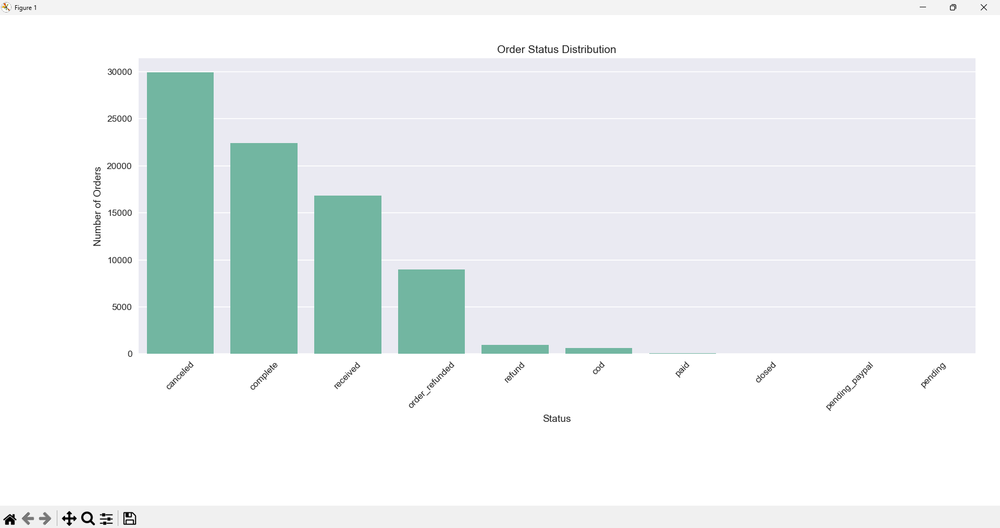 Figure 1
Order Status Distribution
30000
25000
20000
15000
10000
5000
0
Number of Orders
canceled
complete
received
order_refunded
refund
cod
paid
closed
pending_paypal
pending
Status